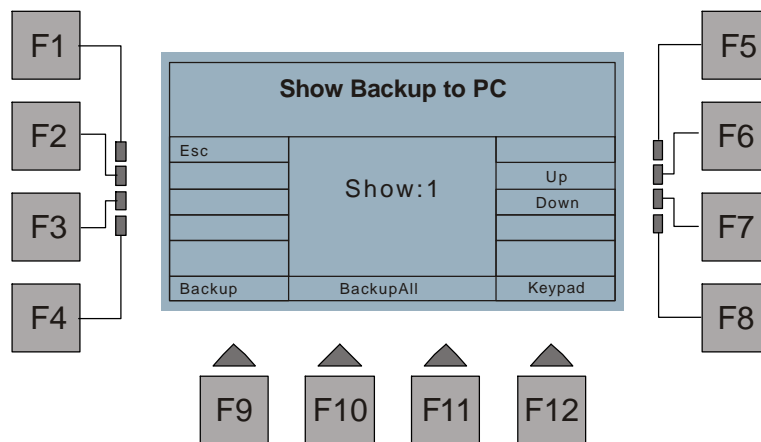 F1
F5
Show Backup to PC
F2
F6
Esc
Up
Show:1
Down
F3
F7
Backup
BackupAll
Keypad
F4
F8
F9
F10
F11
F12